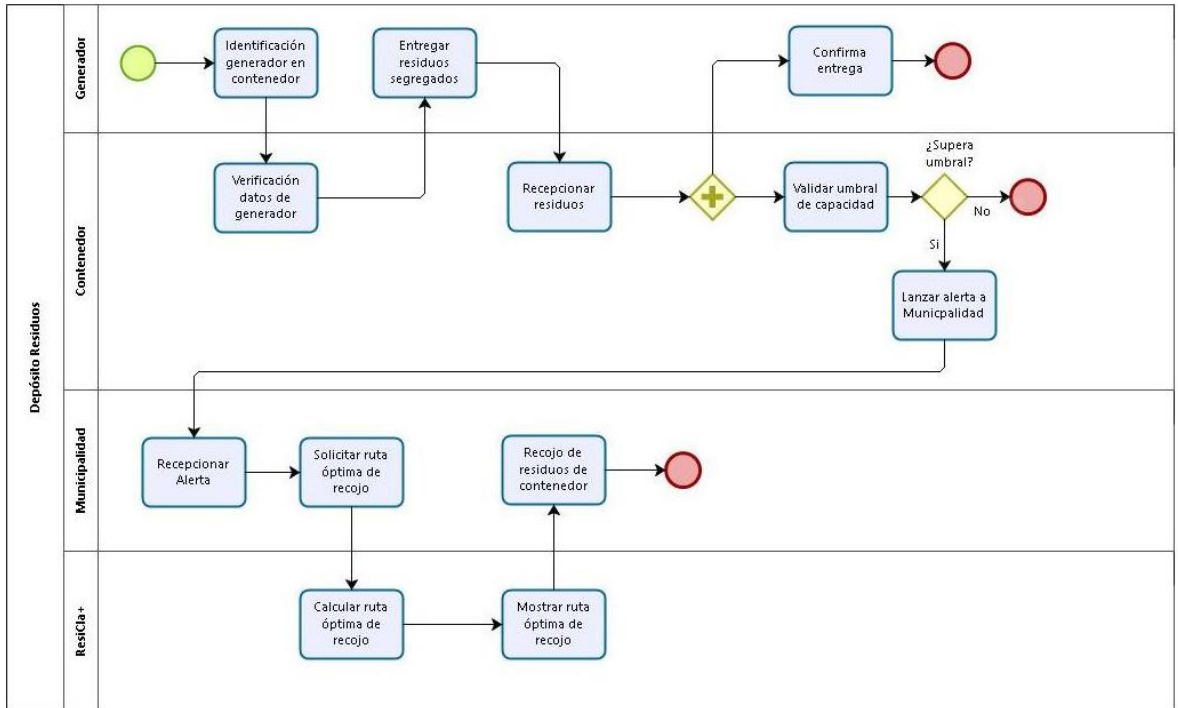 Depósito Residuos
Generador
Identificación
generador en
contenedor
Entregar
residuos
segregados
Confirma
entrega
Contenedor
Verificación
datos de
generador
Recepcionar
residuos
Validar umbral
de capacidad
¿Supera
umbral?
No
Si
Lanzar alerta a
Municpalidad
Municipalidad
Recepcionar
Alerta
Solicitar ruta
óptima de
recojo
Recojo de
residuos de
contenedor
ResiCla+
Calcular ruta
óptima de
recojo
Mostrar ruta
óptima de
recojo